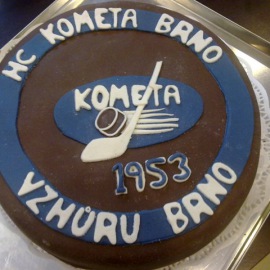 HC KOMETA BRNO
KOMETA
1953
VZHŮRU BRNO